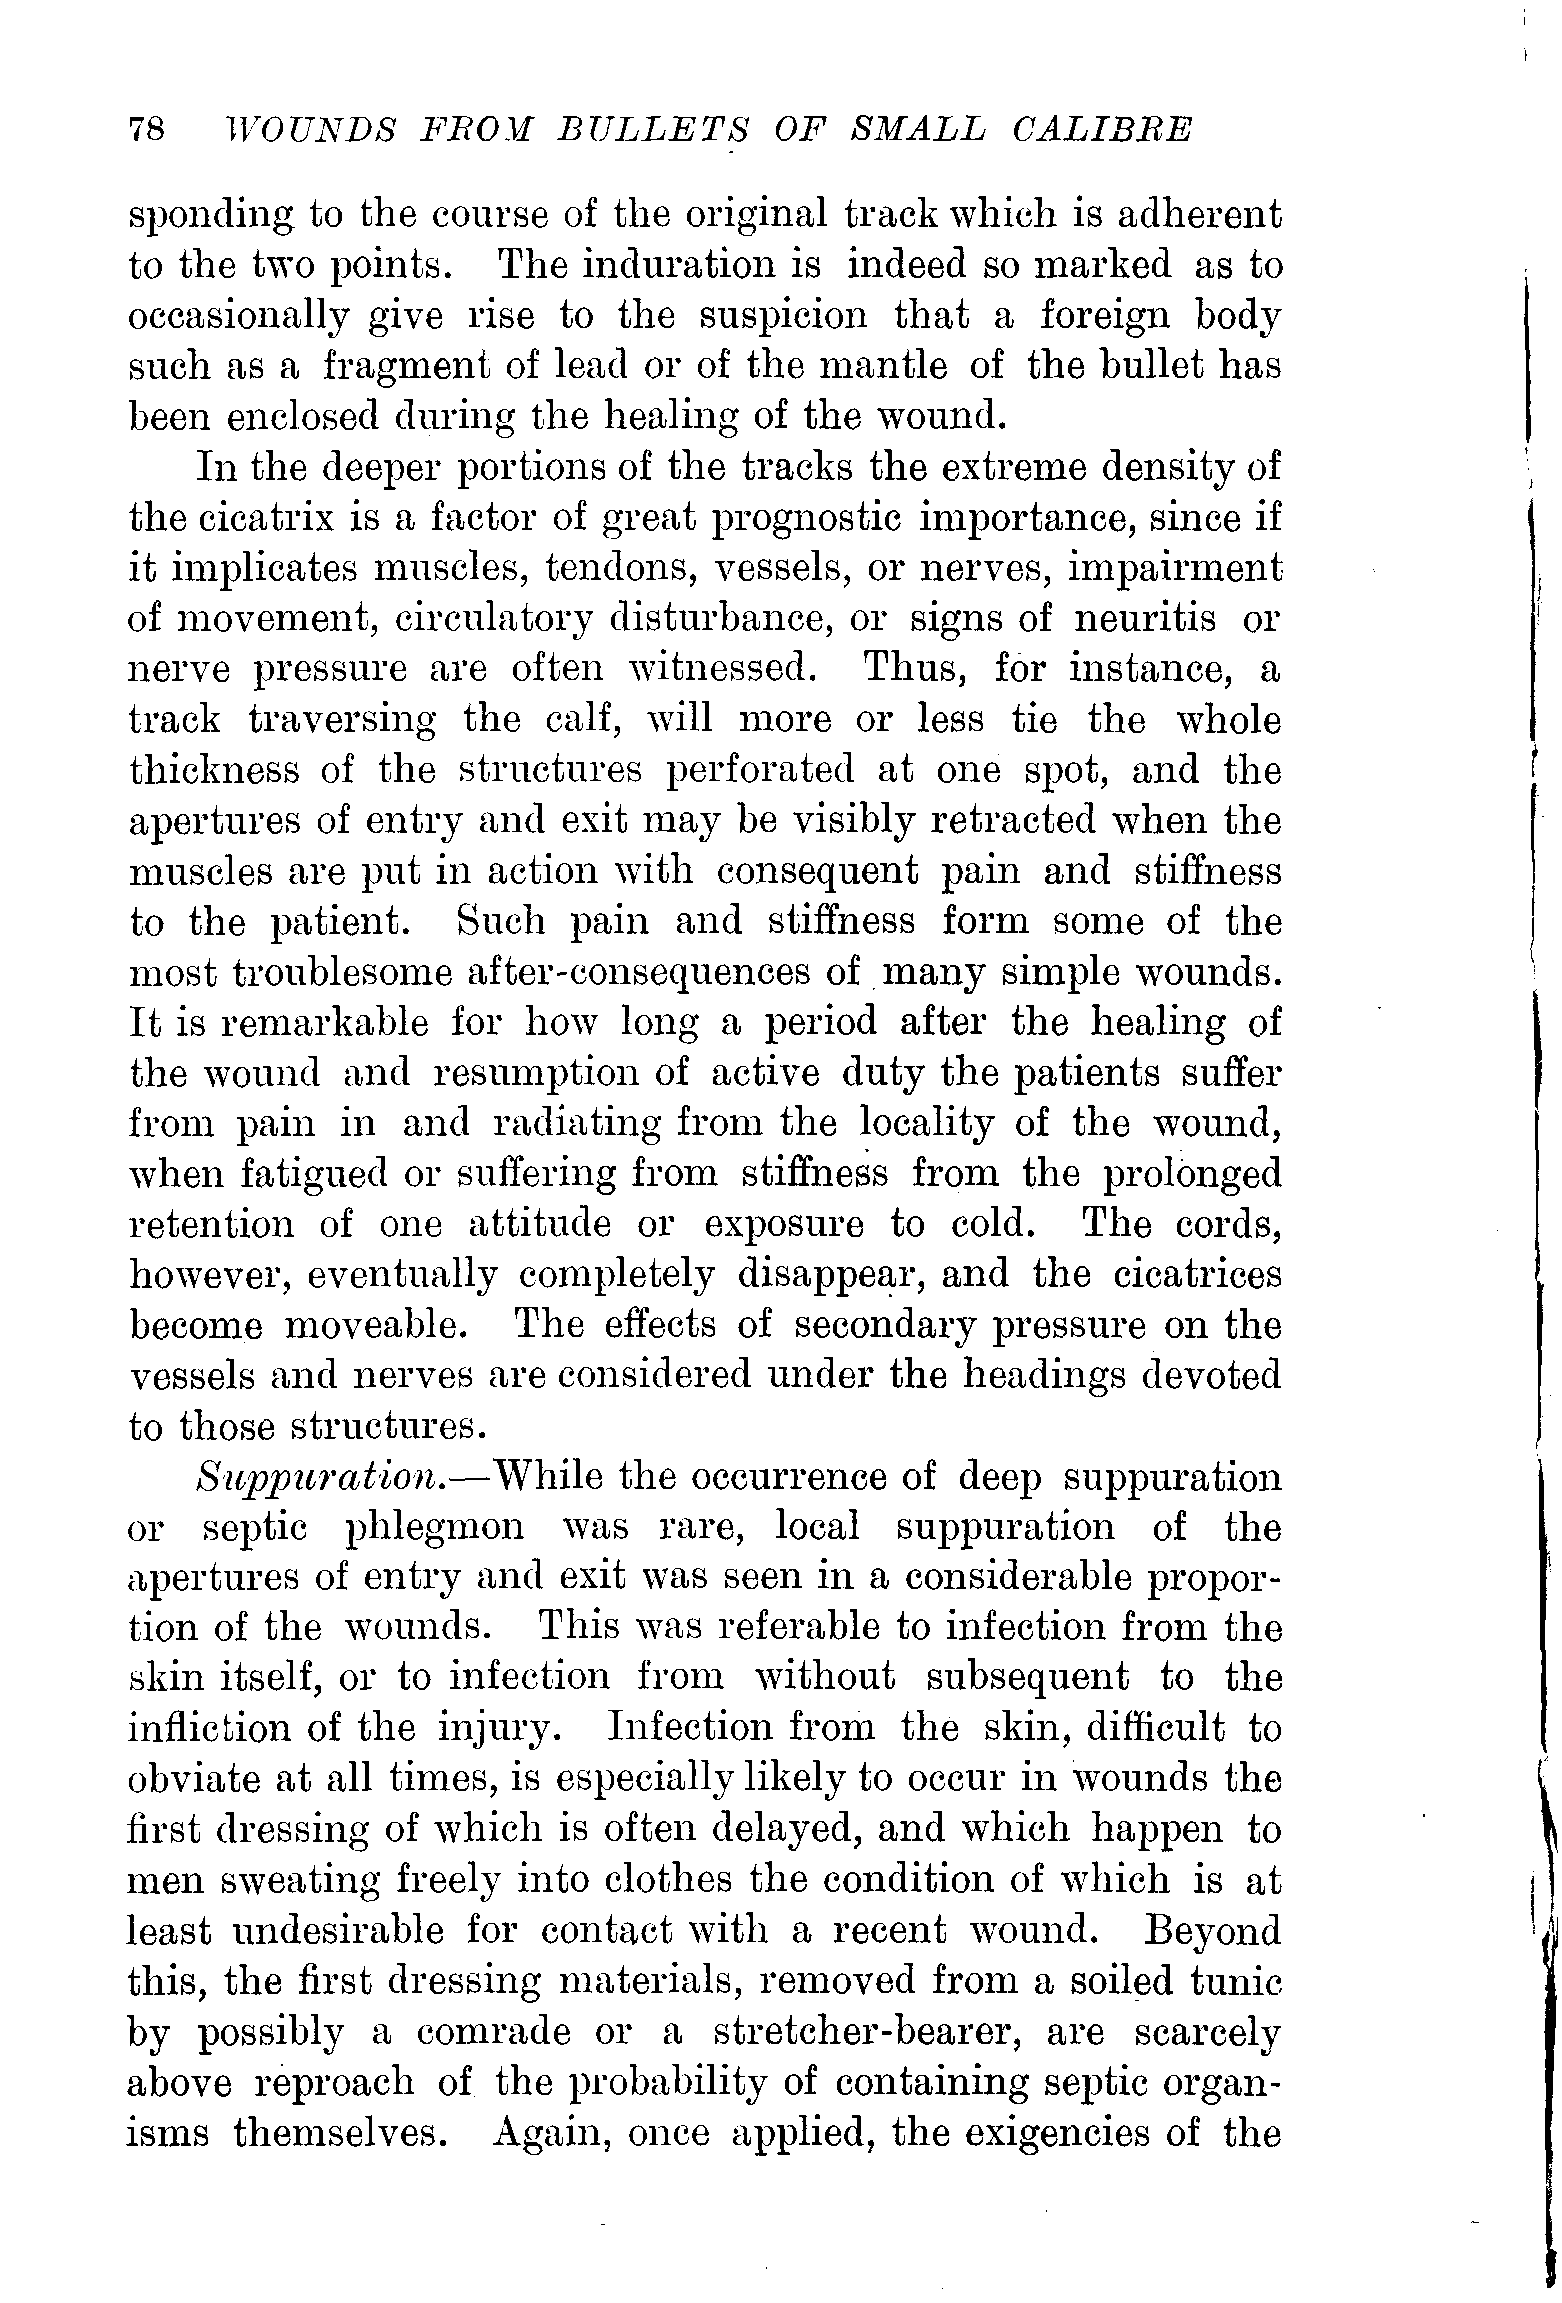 78 WOUNDS FROM BULLETS OF SMALL CALIBRE
sponding to the course of the original track which is adherent
to the two points. The induration is indeed so marked as to
occasionally give rise to the suspicion that a foreign body
such as a fragment of lead or of the mantle of the bullet has
been enclosed during the healing of the wound.
In the deeper portions of the tracks the extreme density of
the cicatrix is a factor of great prognostic importance, since if
it implicates muscles, tendons, vessels, or nerves, impairment
of movement, circulatory disturbance, or signs of neuritis or
nerve pressure are often witnessed. Thus, for instance, a
track traversing the calf, will more or less tie the whole
thickness of the structures perforated at one spot, and the
apertures of entry and exit may be visibly retracted when the
muscles are put in action with consequent pain and stiffness
to the patient. Such pain and stiffness form some of the
most troublesome after-consequences of many simple wounds.
It is remarkable for how long a period after the healing of
the wound and resumption of active duty the patients suffer
from pain in and radiating from the locality of the wound,
when fatigued or suffering from stiffness from the prolonged
retention of one attitude or exposure to cold. The cords,
however, eventually completely disappear, and the cicatrices
become moveable. The effects of secondary pressure on the
vessels and nerves are considered under the headings devoted
to those structures.
Suppuration.—While the occurrence of deep suppuration
or septic phlegmon was rare, local suppuration of the
apertures of entry and exit was seen in a considerable propor-
tion of the wounds. This was referable to infection from the
skin itself, or to infection from without subsequent to the
infliction of the injury. Infection from the skin, difficult to
obviate at all times, is especially likely to occur in wounds the
first dressing of which is often delayed, and which happen to
men sweating freely into clothes the condition of which is at
least undesirable for contact with a recent wound. Beyond
this, the first dressing materials, removed from a soiled tunic
by possibly a comrade or a stretcher-bearer, are scarcely
above reproach of the probability of containing septic organ-
isms themselves. Again, once applied, the exigencies of the